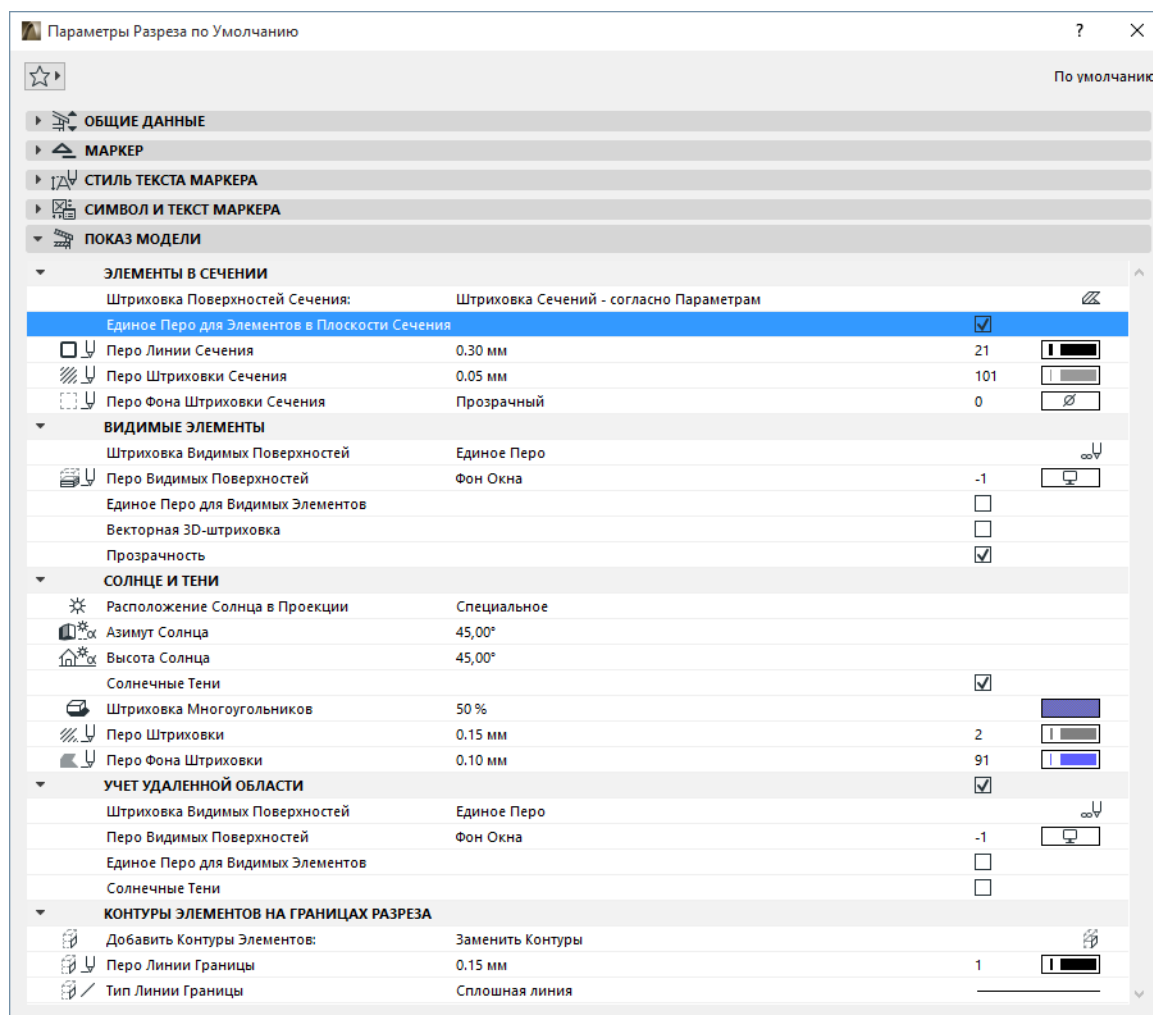 Параметры Разреза по Умолчанию ?
По умолчанию
ОБЩИЕ ДАННЫЕ
МАРКЕР
СТИЛЬ ТЕКСТА МАРКЕРА
СИМВОЛ И ТЕКСТ МАРКЕРА
ПОКАЗ МОДЕЛИ
ЭЛЕМЕНТЫ В СЕЧЕНИИ
Штриховка Поверхностей Сечения: Штриховка Сечений - согласно Параметрам
Единое Перо для Элементов в Плоскости Сечения
Перо Линии Сечения 0.30 мм 21
Перо Штриховки Сечения 0.05 мм 101
Перо Фона Штриховки Сечения Прозрачный 0
ВИДИМЫЕ ЭЛЕМЕНТЫ
Штриховка Видимых Поверхностей Единое Перо
Перо Видимых Поверхностей Фон Окна -1
Единое Перо для Видимых Элементов
Векторная 3D-штриховка
Прозрачность
СОЛНЦЕ И ТЕНИ
Расположение Солнца в Проекции Специальное
Азимут Солнца 45,00°
Высота Солнца 45,00°
Солнечные Тени
Штриховка Многоугольников 50 %
Перо Штриховки 0.15 мм 2
Перо Фона Штриховки 0.10 мм 91
УЧЕТ УДАЛЕННОЙ ОБЛАСТИ
Штриховка Видимых Поверхностей Единое Перо
Перо Видимых Поверхностей Фон Окна -1
Единое Перо для Видимых Элементов
Солнечные Тени
КОНТУРЫ ЭЛЕМЕНТОВ НА ГРАНИЦАХ РАЗРЕЗА
Добавить Контуры Элементов: Заменить Контуры
Перо Линии Границы 0.15 мм 1
Тип Линии Границы Сплошная линия